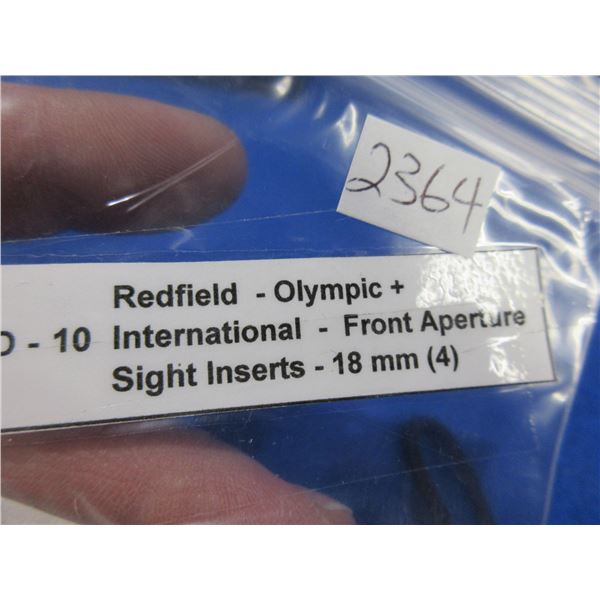 2364
Redfield - Olympic +
- 10 International - Front Aperture
Sight Inserts - 18 mm (4)